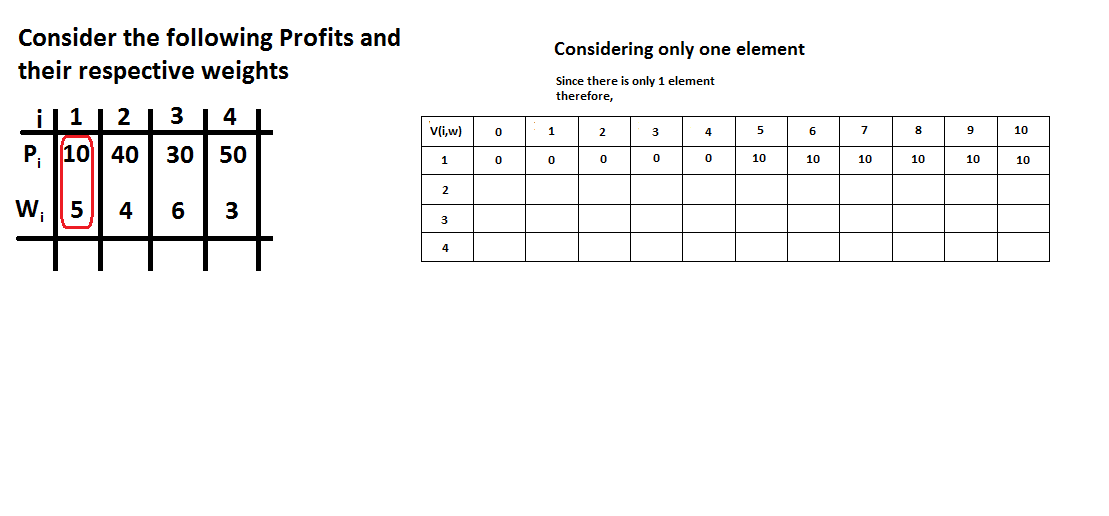 Consider the following Profits and
their respective weights
i 1 2 3 4
Pi 10 40 30 50
Wi 5 4 6 3
Considering only one element
Since there is only 1 element
therefore,
V(i,w) 0 1 2 3 4 5 6 7 8 9 10
1 0 0 0 0 0 10 10 10 10 10 10
2
3
4